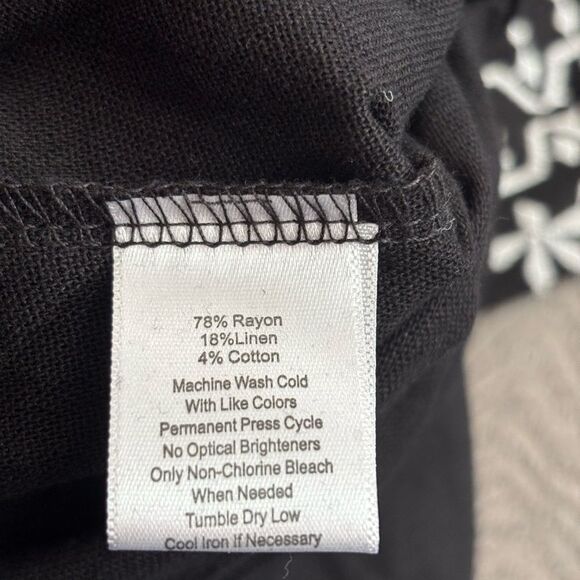 78% Rayon
18%Linen
4% Cotton
Machine Wash Cold
With Like Colors
Permanent Press Cycle
No Optical Brighteners
Only Non-Chlorine Bleach
When Needed
Tumble Dry Low
Cool Iron If Necessary